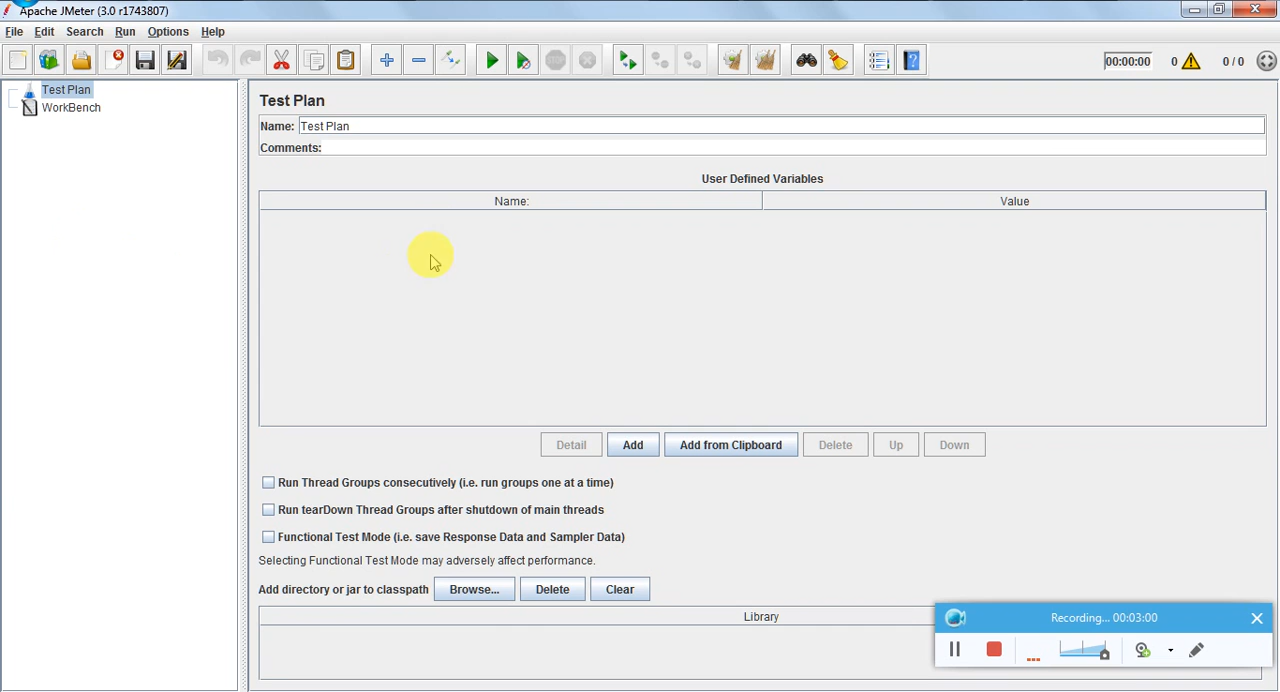 Apache JMeter (3.0 r1743807)
File Edit Search Run Options Help
00:00:00 0 0 / 0
Test Plan
WorkBench
Test Plan
Name: Test Plan
Comments:
User Defined Variables
Name: Value
Detail Add Add from Clipboard Delete Up Down
Run Thread Groups consecutively (i.e. run groups one at a time)
Run tearDown Thread Groups after shutdown of main threads
Functional Test Mode (i.e. save Response Data and Sampler Data)
Selecting Functional Test Mode may adversely affect performance.
Add directory or jar to classpath Browse... Delete Clear
Library
Recording... 00:03:00